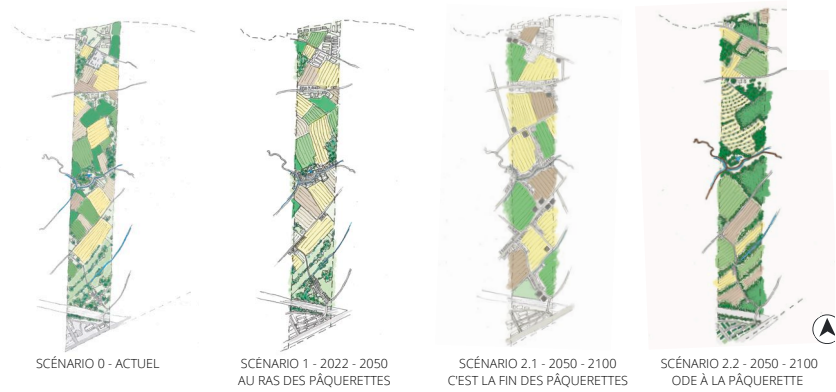 SCÉNARIO 0 - ACTUEL
SCÉNARIO 1 - 2022 - 2050
AU RAS DES PÂQUERETTES
SCÉNARIO 2.1 - 2050 - 2100
C'EST LA FIN DES PÂQUERETTES
SCÉNARIO 2.2 - 2050 - 2100
ODE À LA PÂQUERETTE